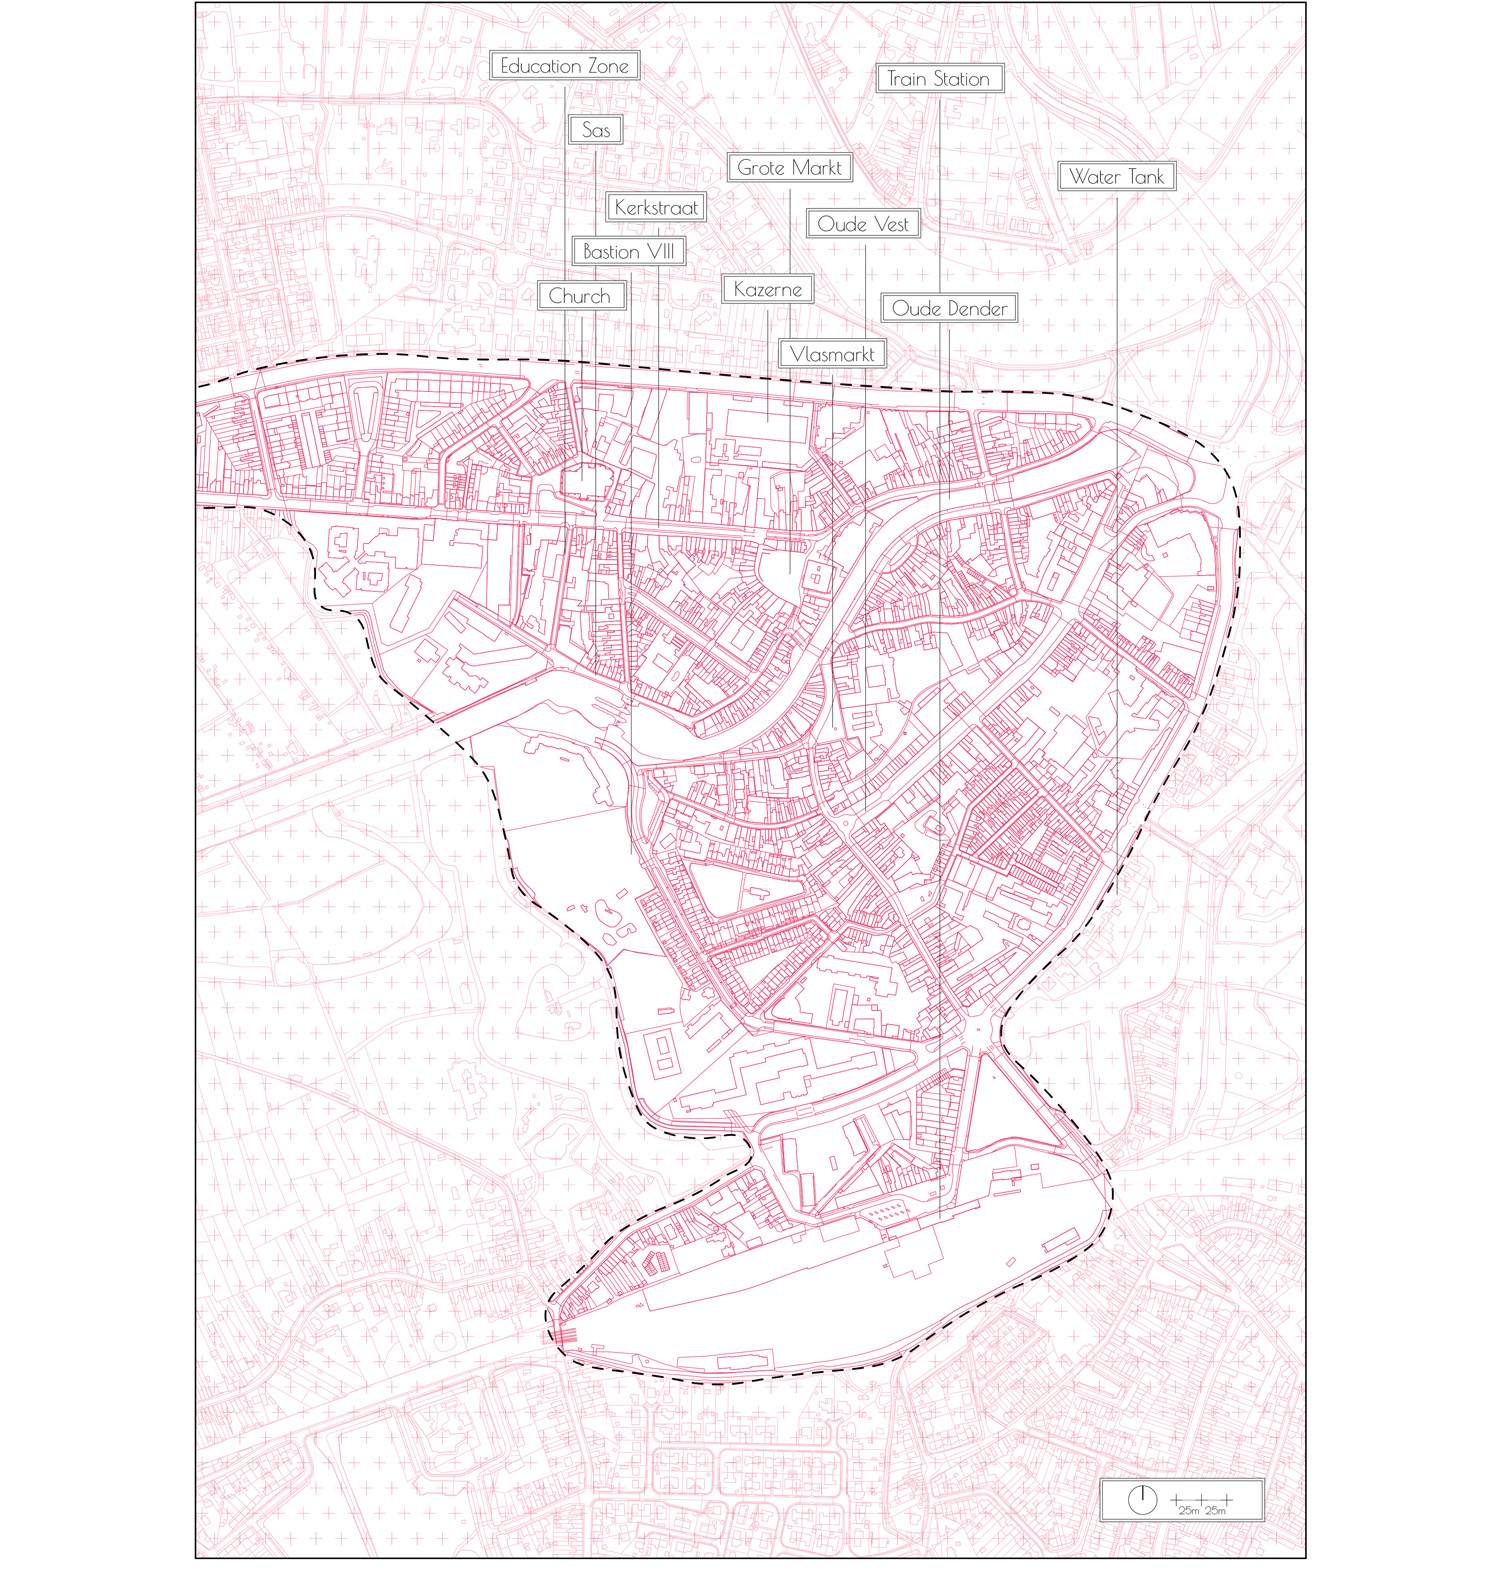 Education Zone
Train Station
Sas
Grote Markt
Water Tank
Kerkstraat
Oude Vest
Bastion VIII
Kazerne
Church
Oude Dender
Vlasmarkt
25m 25m